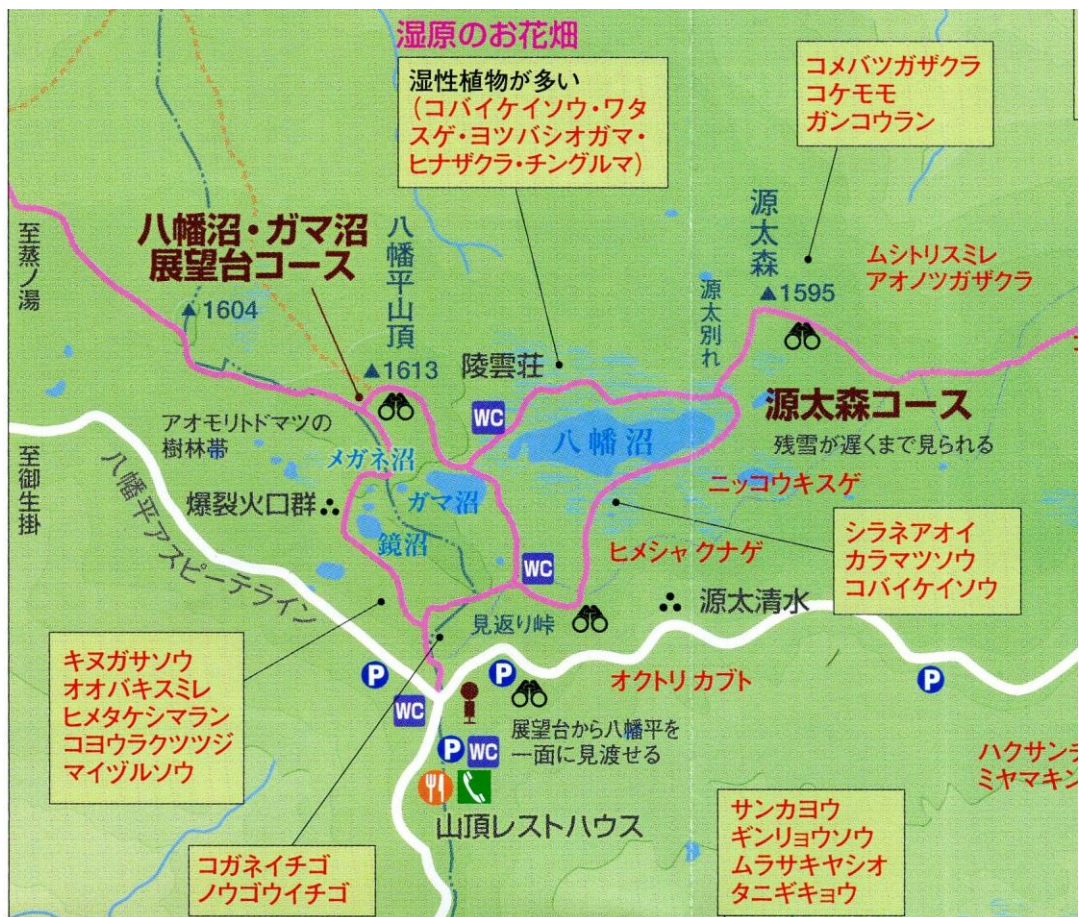 湿原のお花畑
湿性植物が多い
(コバイケイソウ・ワタ
スゲ・ヨツバシオガマ・
ヒナザクラ・チングルマ)
コメバツガザクラ
コケモモ
ガンコウラン
至蒸ノ湯
八幡沼・ガマ沼
展望台コース
八幡平山頂
源太森
ムシトリスミレ
アオノツガザクラ
▲1604
▲1595
源太別れ
▲1613
陵雲荘
WC
源太森コース
残雪が遅くまで見られる
アオモリトドマツの
樹林帯
八幡沼
メガネ沼
至御生掛
八幡平アスピーテライン
爆裂火口群
ガマ沼
鏡沼
ニッコウキスゲ
シラネアオイ
カラマツソウ
コバイケイソウ
ヒメシャクナゲ
WC
源太清水
見返り峠
キヌガサソウ
オオバキスミレ
ヒメタケシマラン
コヨウラクツツジ
マイヅルソウ
P
P
オクトリカブト
P
WC
展望台から八幡平を
一面に見渡せる
P WC
山頂レストハウス
ハクサンチ
ミヤマキン
コガネイチゴ
ノウゴウイチゴ
サンカヨウ
ギンリョウソウ
ムラサキヤシオ
タニギキョウ